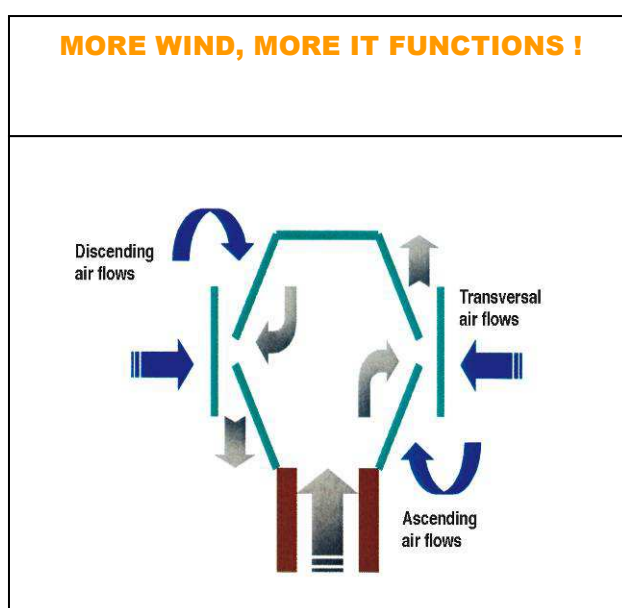 MORE WIND, MORE IT FUNCTIONS !
Discending
air flows
Transversal
air flows
Ascending
air flows